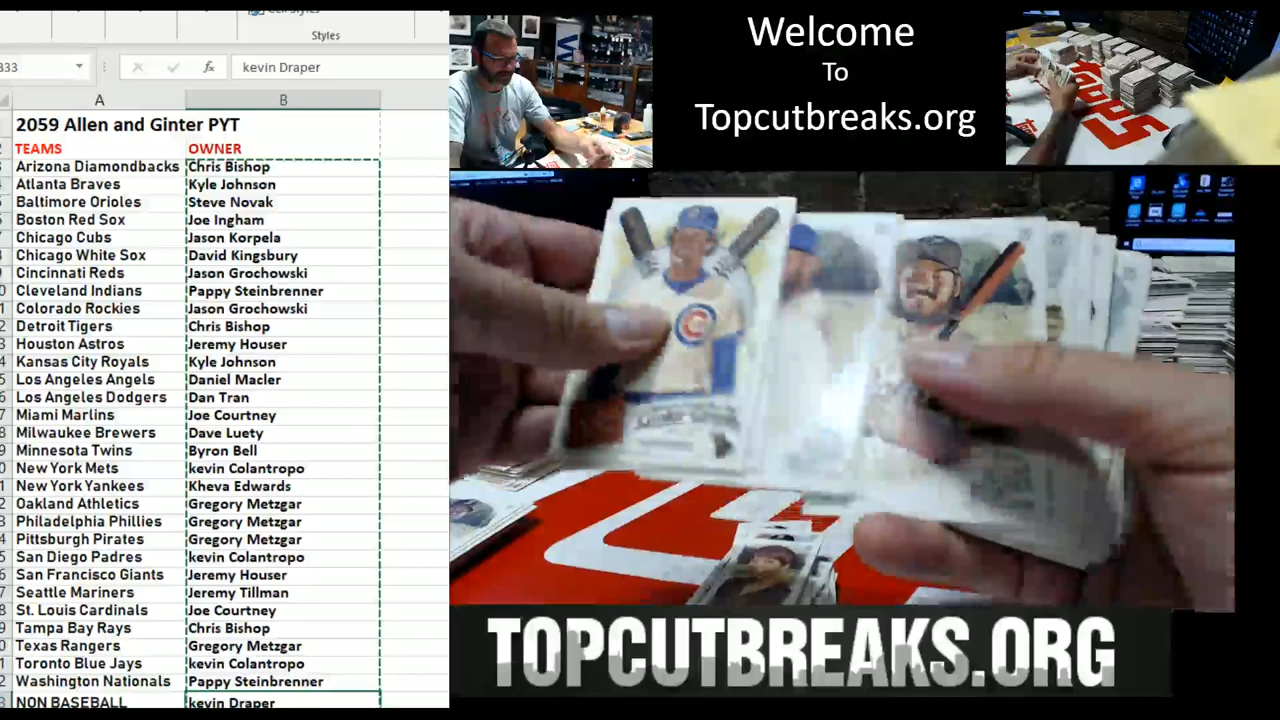 Styles
B33
kevin Draper
A
B
2059 Allen and Ginter PYT
TEAMS OWNER
Arizona Diamondbacks Chris Bishop
Atlanta Braves Kyle Johnson
Baltimore Orioles Steve Novak
Boston Red Sox Joe Ingham
Chicago Cubs Jason Korpela
Chicago White Sox David Kingsbury
Cincinnati Reds Jason Grochowski
Cleveland Indians Pappy Steinbrenner
Colorado Rockies Jason Grochowski
Detroit Tigers Chris Bishop
Houston Astros Jeremy Houser
Kansas City Royals Kyle Johnson
Los Angeles Angels Daniel Macler
Los Angeles Dodgers Dan Tran
Miami Marlins Joe Courtney
Milwaukee Brewers Dave Luety
Minnesota Twins Byron Bell
New York Mets kevin Colantropo
New York Yankees Kheva Edwards
Oakland Athletics Gregory Metzgar
Philadelphia Phillies Gregory Metzgar
Pittsburgh Pirates Gregory Metzgar
San Diego Padres kevin Colantropo
San Francisco Giants Jeremy Houser
Seattle Mariners Jeremy Tillman
St. Louis Cardinals Joe Courtney
Tampa Bay Rays Chris Bishop
Texas Rangers Gregory Metzgar
Toronto Blue Jays kevin Colantropo
Washington Nationals Pappy Steinbrenner
NON BASEBALL kevin Draper
Welcome
To
Topcutbreaks.org
TOPCUTBREAKS.ORG